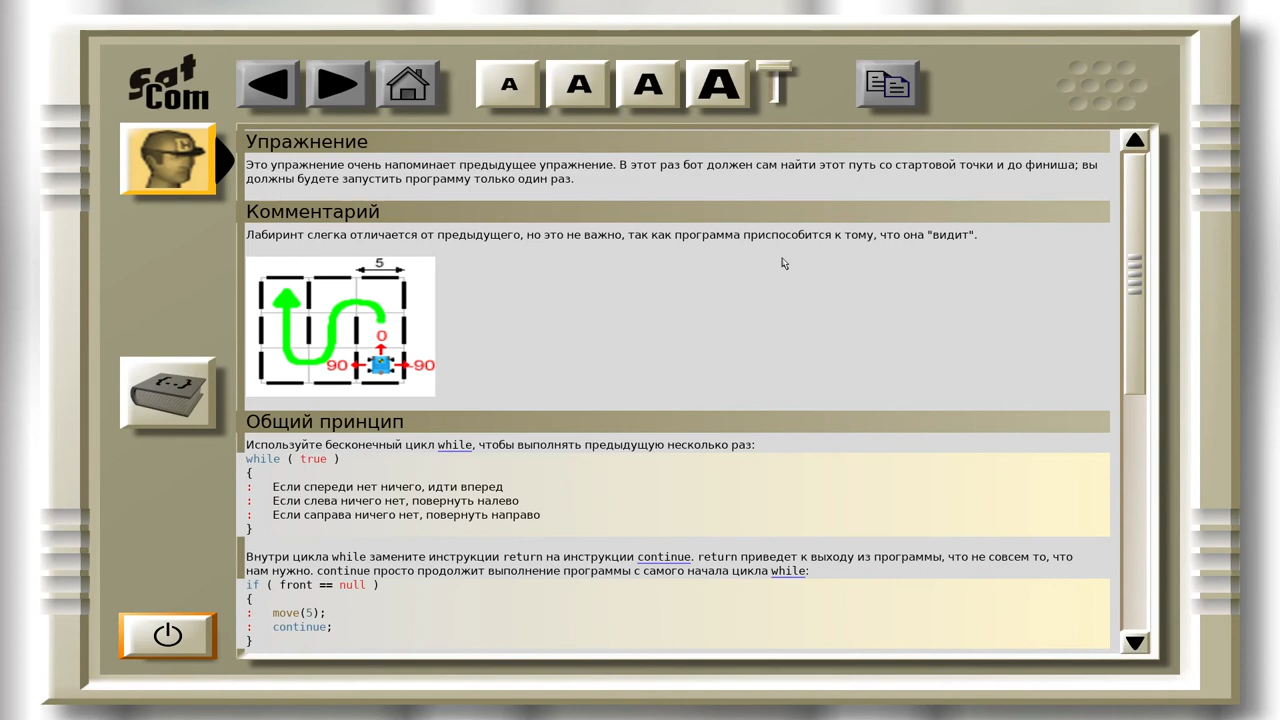 Sat
Com
A A A A
Упражнение
Это упражнение очень напоминает предыдущее упражнение. В этот раз бот должен сам найти этот путь со стартовой точки и до финиша; вы
должны будете запустить программу только один раз.
Комментарий
Лабиринт слегка отличается от предыдущего, но это не важно, так как программа приспособится к тому, что она "видит".
5
0
90 -90
Общий принцип
Используйте бесконечный цикл while, чтобы выполнять предыдущую несколько раз:
while ( true )
{
:   Если спереди нет ничего, идти вперед
:   Если слева ничего нет, повернуть налево
:   Если саправа ничего нет, повернуть направо
}
Внутри цикла while замените инструкции return на инструкции continue. return приведет к выходу из программы, что не совсем то, что
нам нужно. continue просто продолжит выполнение программы с самого начала цикла while:
if ( front == null )
{
:   move(5);
:   continue;
}
{..}